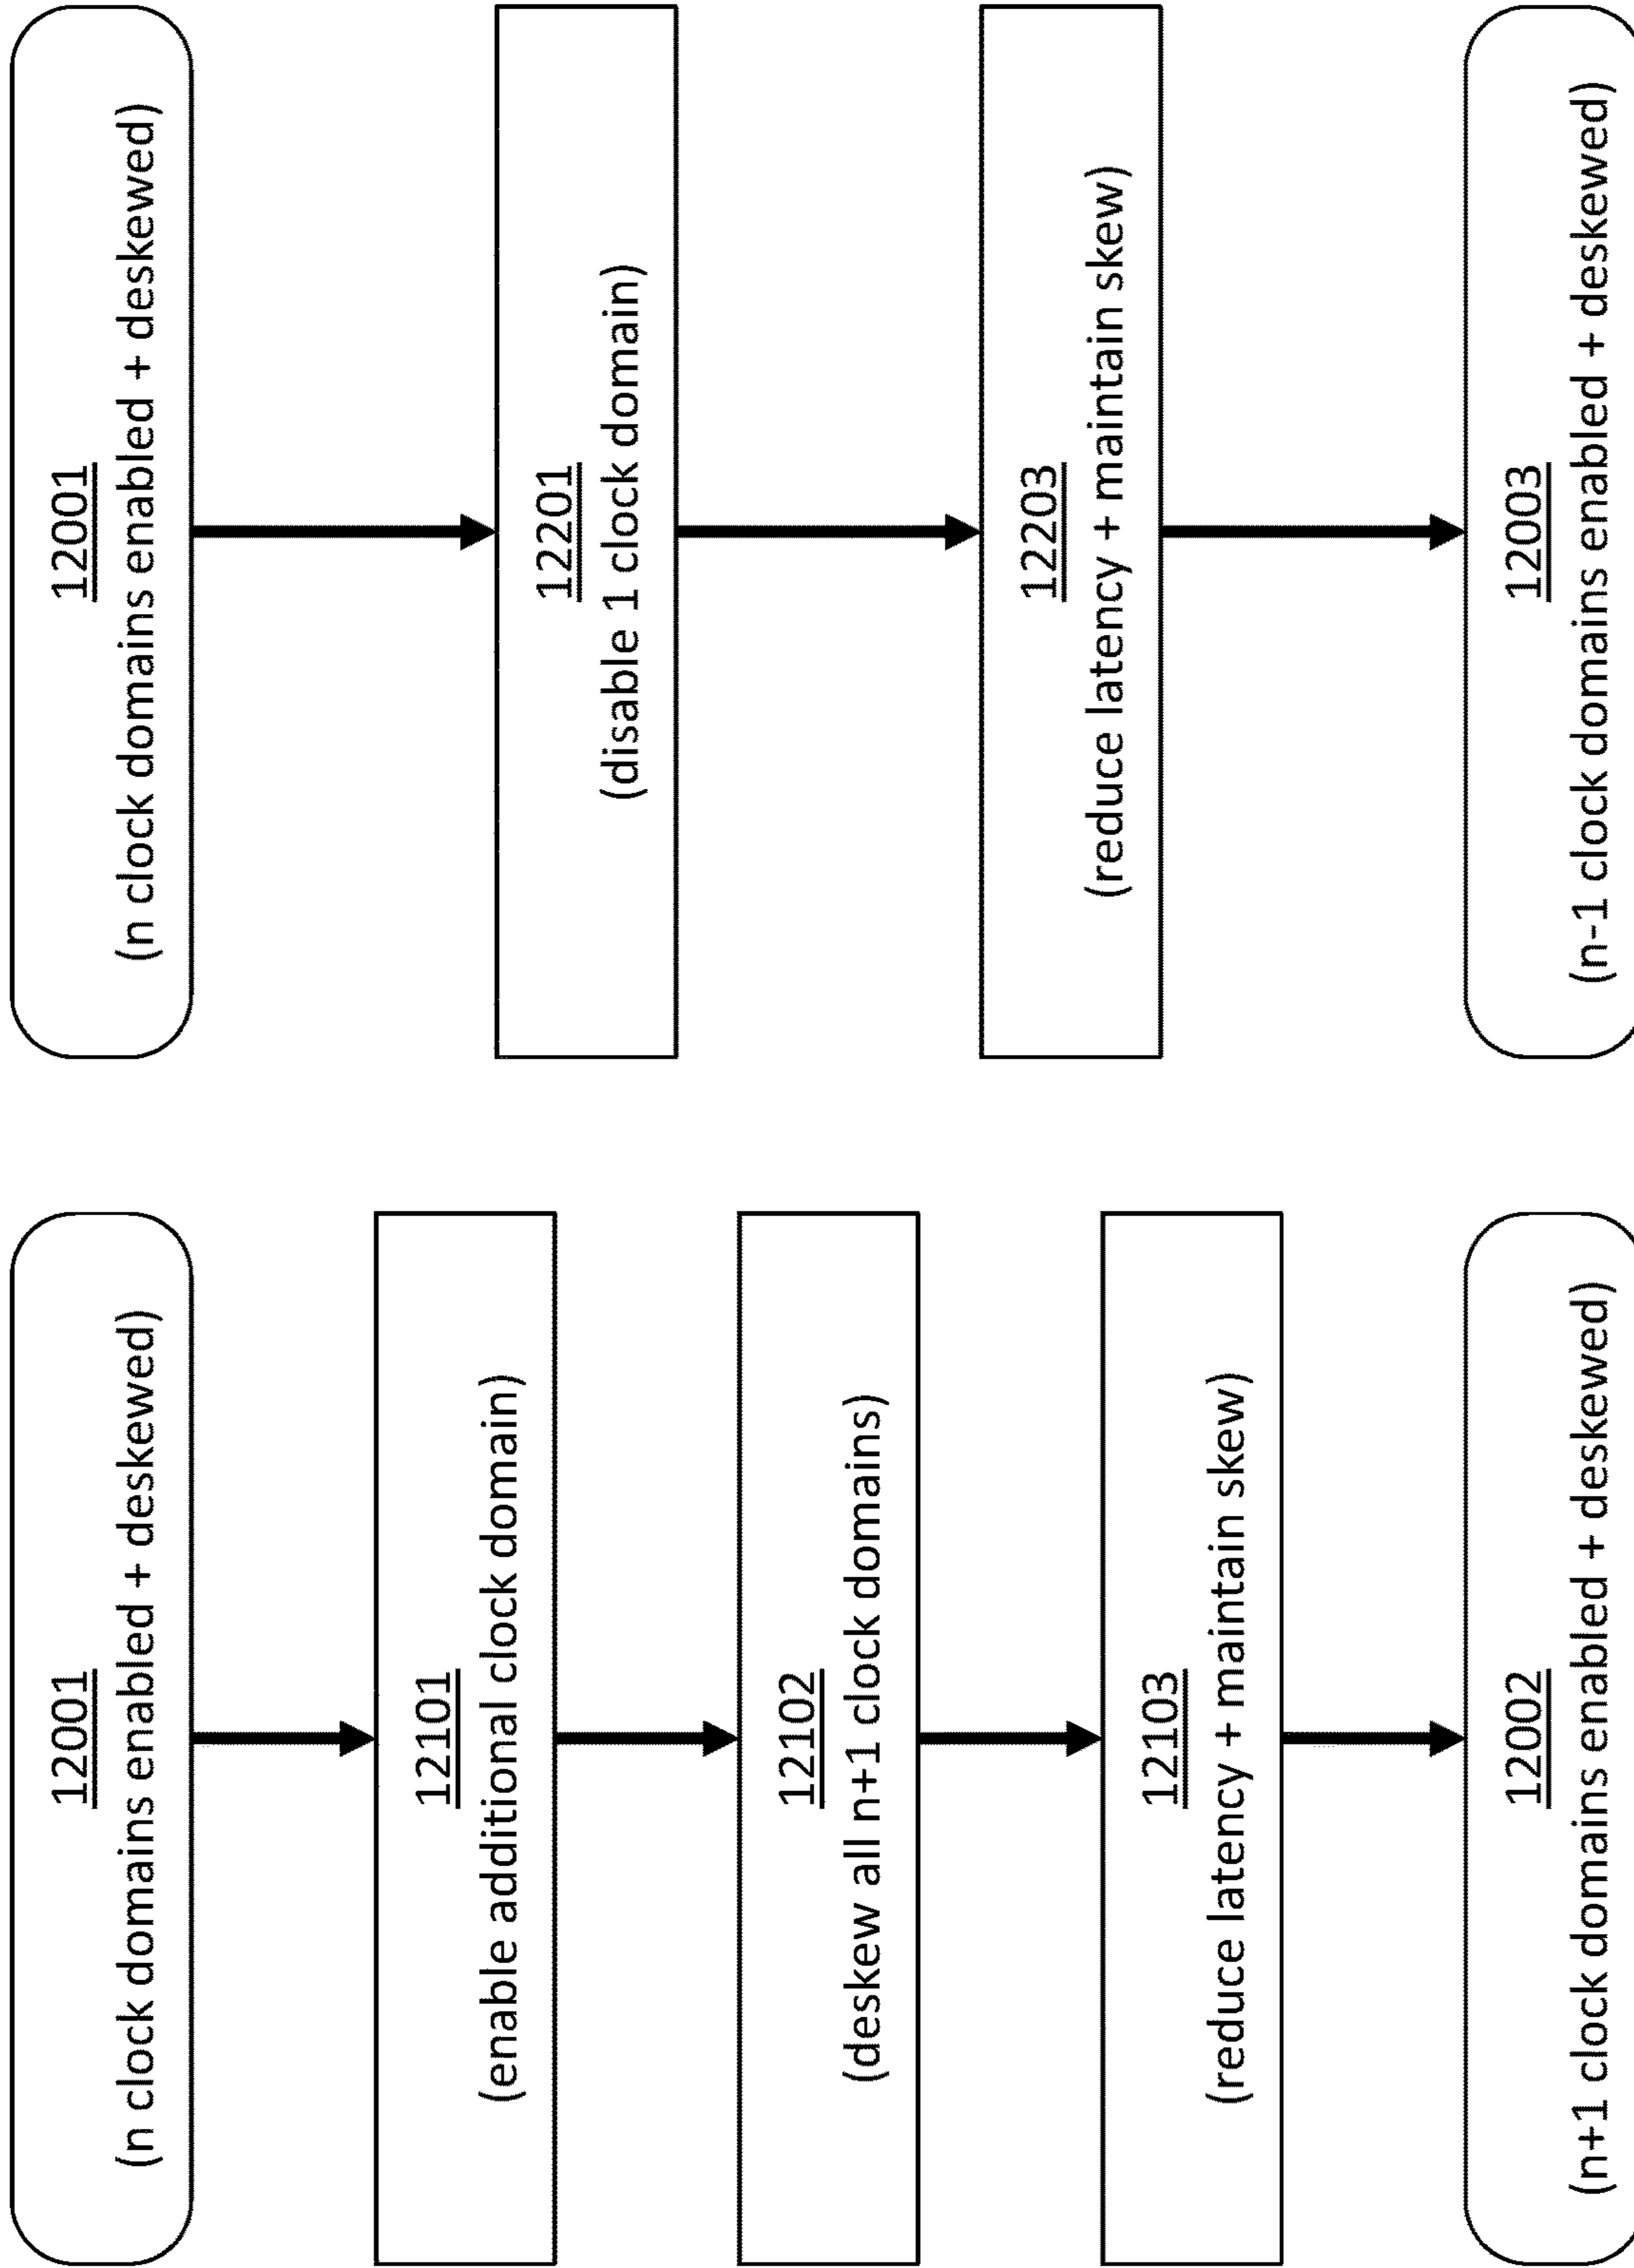 12001
(n clock domains enabled + deskewed)
12101
(enable additional clock domain)
12102
(deskew all n+1 clock domains)
12103
(reduce latency + maintain skew)
12002
(n+1 clock domains enabled + deskewed)
12001
(n clock domains enabled + deskewed)
12201
(disable 1 clock domain)
12203
(reduce latency + maintain skew)
12003
(n-1 clock domains enabled + deskewed)